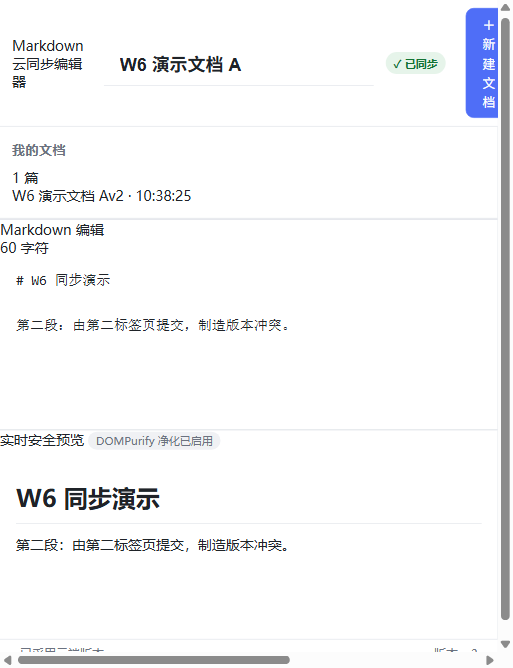 Markdown
云同步编辑
器
W6 演示文档 A
✓ 已同步
+
新
建
文
档
我的文档
1 篇
W6 演示文档 Av2 · 10:38:25
Markdown 编辑
60 字符
# W6 同步演示
第二段：由第二标签页提交，制造版本冲突。
实时安全预览 DOMPurify 净化已启用
W6 同步演示
第二段：由第二标签页提交，制造版本冲突。